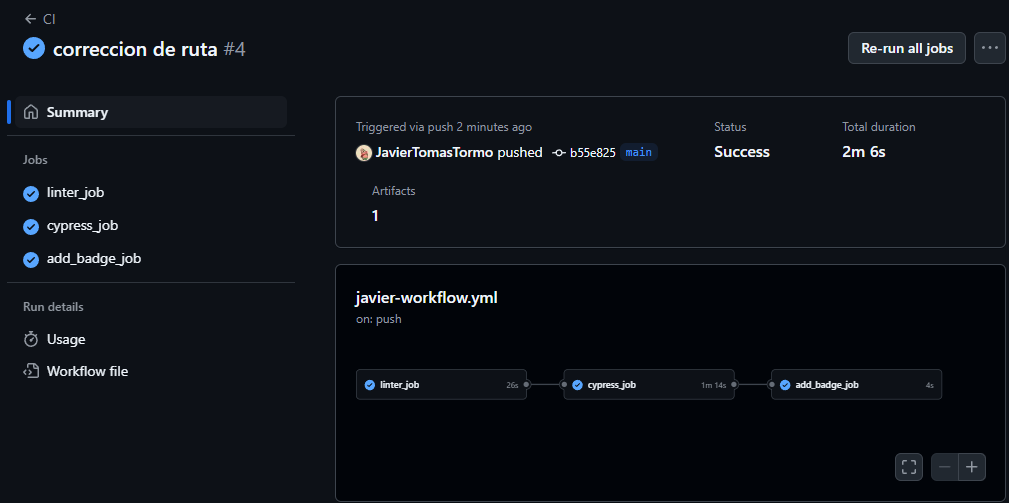 CI
correccion de ruta #4
Re-run all jobs
Summary
Jobs
linter_job
cypress_job
add_badge_job
Run details
Usage
Workflow file
Triggered via push 2 minutes ago
JavierTomasTormo pushed b55e825 main
Status
Success
Total duration
2m 6s
Artifacts
1
javier-workflow.yml
on: push
linter_job 26s
cypress_job 1m 14s
add_badge_job 4s